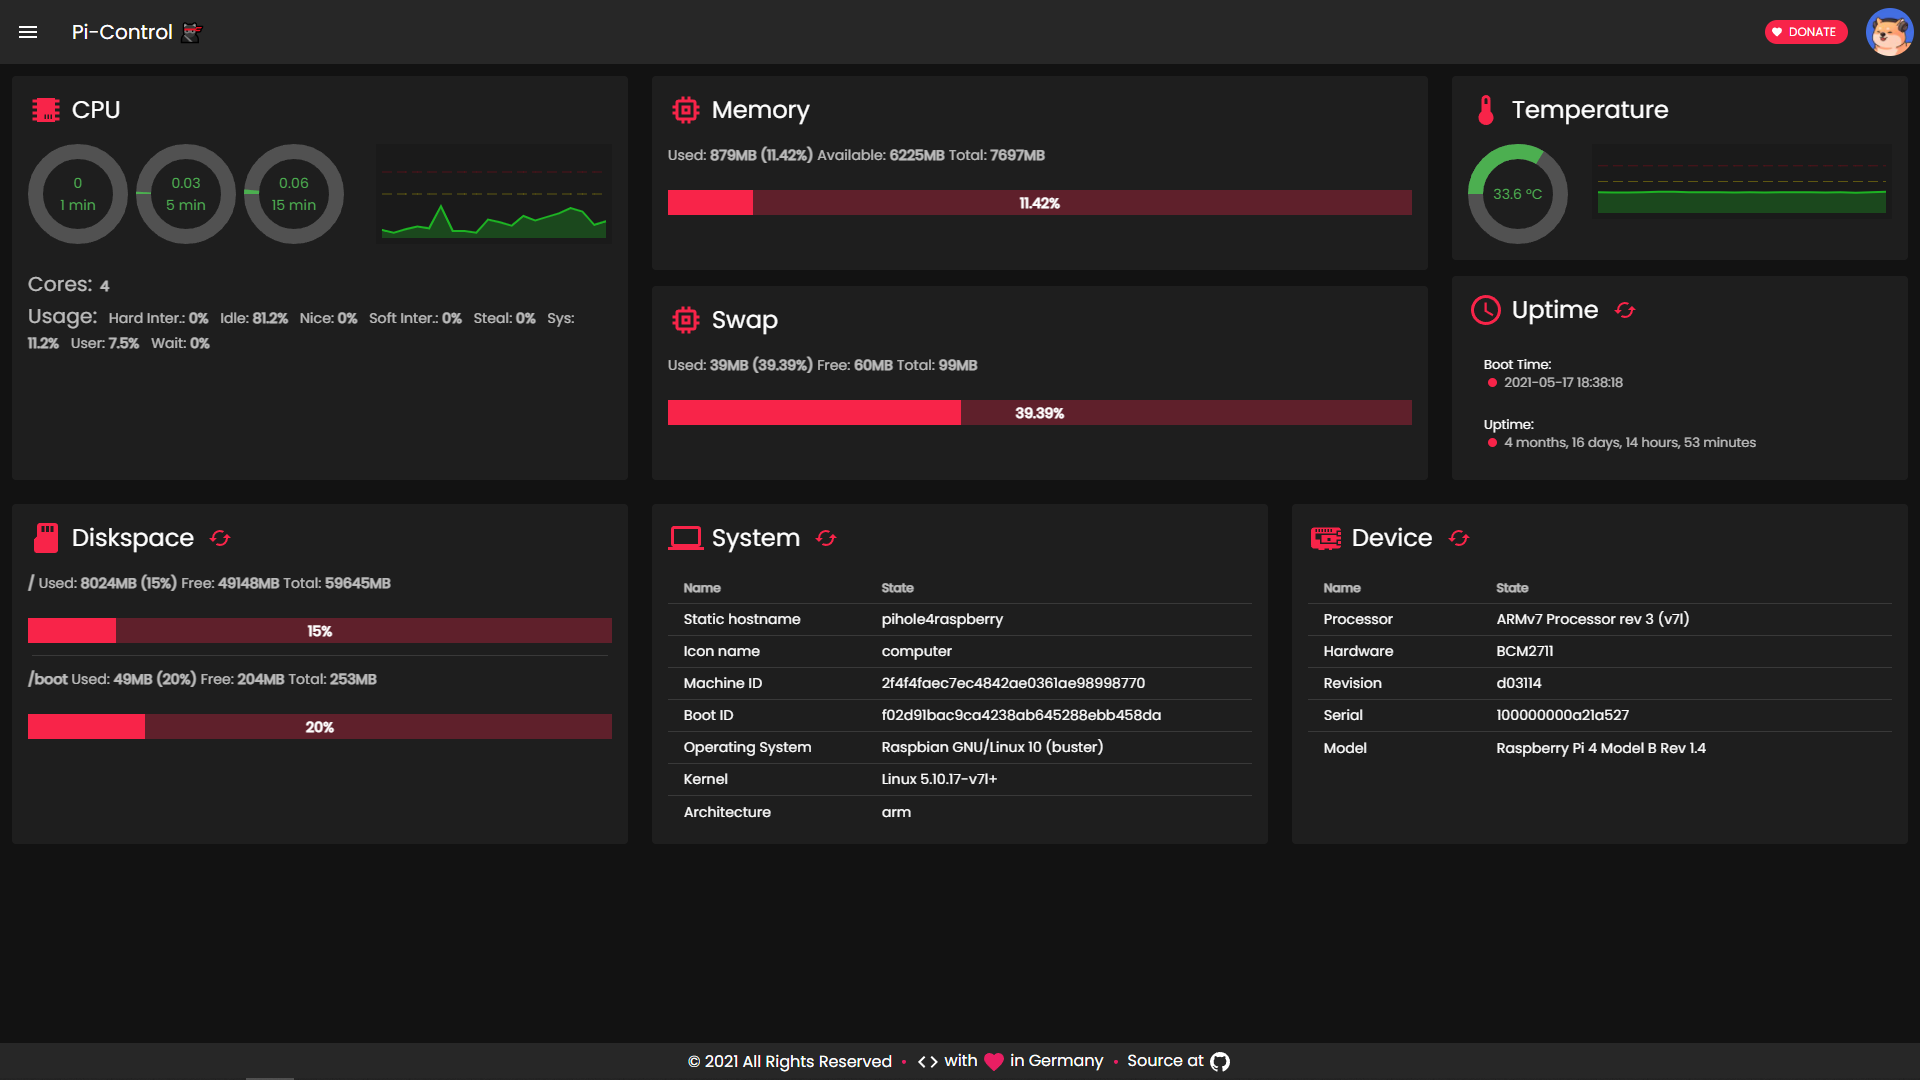 Pi-Control
DONATE
CPU
0
1 min
0.03
5 min
0.06
15 min
Cores: 4
Usage: Hard Inter.: 0% Idle: 81.2% Nice: 0% Soft Inter.: 0% Steal: 0% Sys:
11.2% User: 7.5% Wait: 0%
Memory
Used: 879MB (11.42%) Available: 6225MB Total: 7697MB
11.42%
Swap
Used: 39MB (39.39%) Free: 60MB Total: 99MB
39.39%
Temperature
33.6 °C
Uptime
Boot Time:
2021-05-17 18:38:18
Uptime:
4 months, 16 days, 14 hours, 53 minutes
Diskspace
/ Used: 8024MB (15%) Free: 49148MB Total: 59645MB
15%
/boot Used: 49MB (20%) Free: 204MB Total: 253MB
20%
System
Name State
Static hostname pihole4raspberry
Icon name computer
Machine ID 2f4f4faec7ec4842ae0361ae98998770
Boot ID f02d91bac9ca4238ab645288ebb458da
Operating System Raspbian GNU/Linux 10 (buster)
Kernel Linux 5.10.17-v7l+
Architecture arm
Device
Name State
Processor ARMv7 Processor rev 3 (v7l)
Hardware BCM2711
Revision d03114
Serial 100000000a21a527
Model Raspberry Pi 4 Model B Rev 1.4
© 2021 All Rights Reserved • <> with ❤ in Germany • Source at